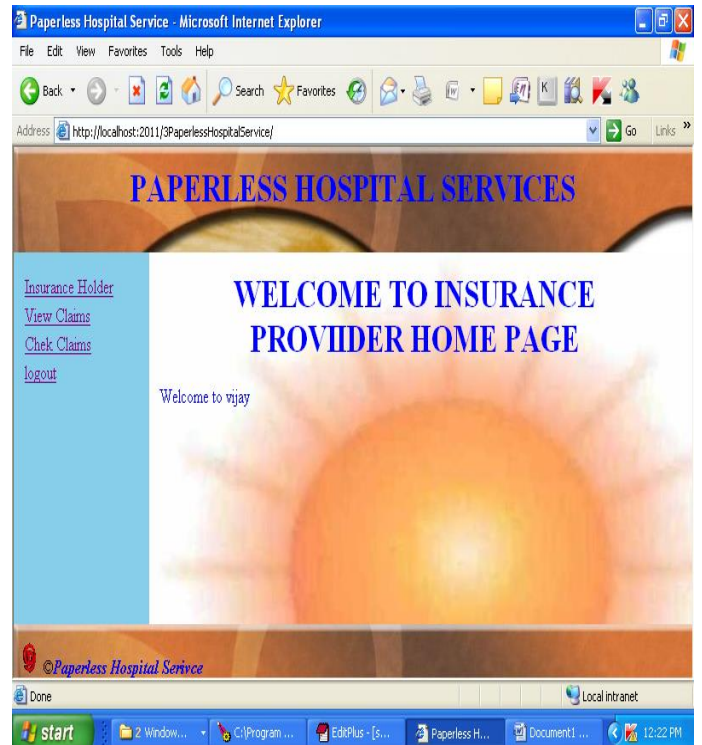 Paperless Hospital Service - Microsoft Internet Explorer
File Edit View Favorites Tools Help
Back Search Favorites
Address http://localhost:2011/3PaperlessHospitalService/ Go Links »
PAPERLESS HOSPITAL SERVICES
Insurance Holder
View Claims
Chek Claims
logout
WELCOME TO INSURANCE
PROVIIDER HOME PAGE
Welcome to vijay
©Paperless Hospital Serivce
Done Local intranet
start 2 Window... C:\Program ... EditPlus - [s... Paperless H... Document1 ... 12:22 PM